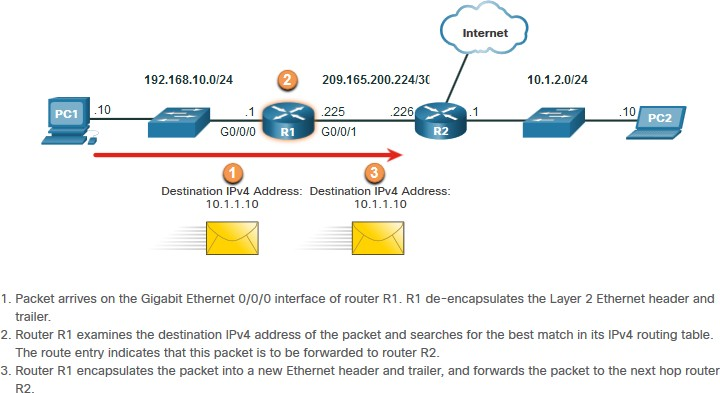 Internet
192.168.10.0/24
2
209.165.200.224/30
10.1.2.0/24
PC1
.10
.1
G0/0/0
R1
.225
G0/0/1
.226
R2
.1
.10
PC2
1
3
Destination IPv4 Address:
10.1.1.10
Destination IPv4 Address:
10.1.1.10
1. Packet arrives on the Gigabit Ethernet 0/0/0 interface of router R1. R1 de-encapsulates the Layer 2 Ethernet header and
trailer.
2. Router R1 examines the destination IPv4 address of the packet and searches for the best match in its IPv4 routing table.
The route entry indicates that this packet is to be forwarded to router R2.
3. Router R1 encapsulates the packet into a new Ethernet header and trailer, and forwards the packet to the next hop router
R2.